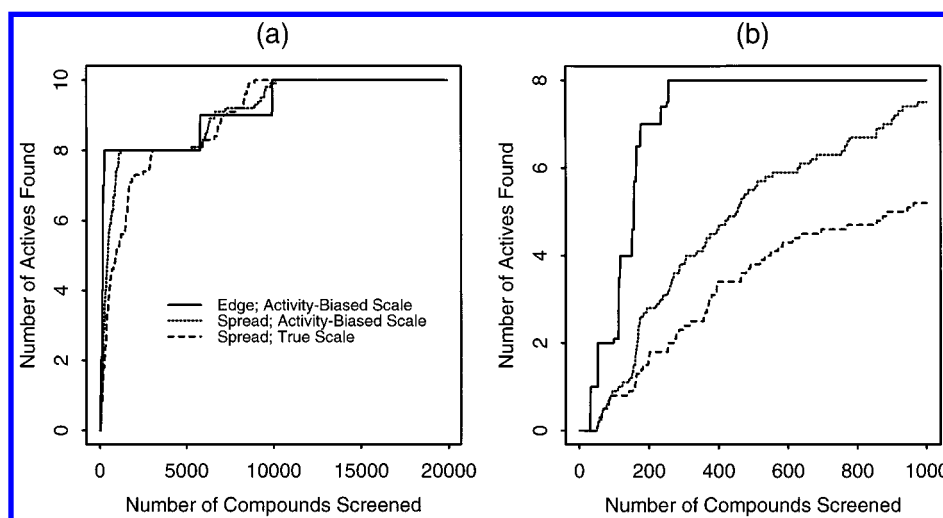 (a)
Number of Actives Found
10
8
6
4
2
0
Edge; Activity-Biased Scale
Spread; Activity-Biased Scale
Spread; True Scale
0 5000 10000 15000 20000
Number of Compounds Screened
(b)
Number of Actives Found
8
6
4
2
0
0 200 400 600 800 1000
Number of Compounds Screened